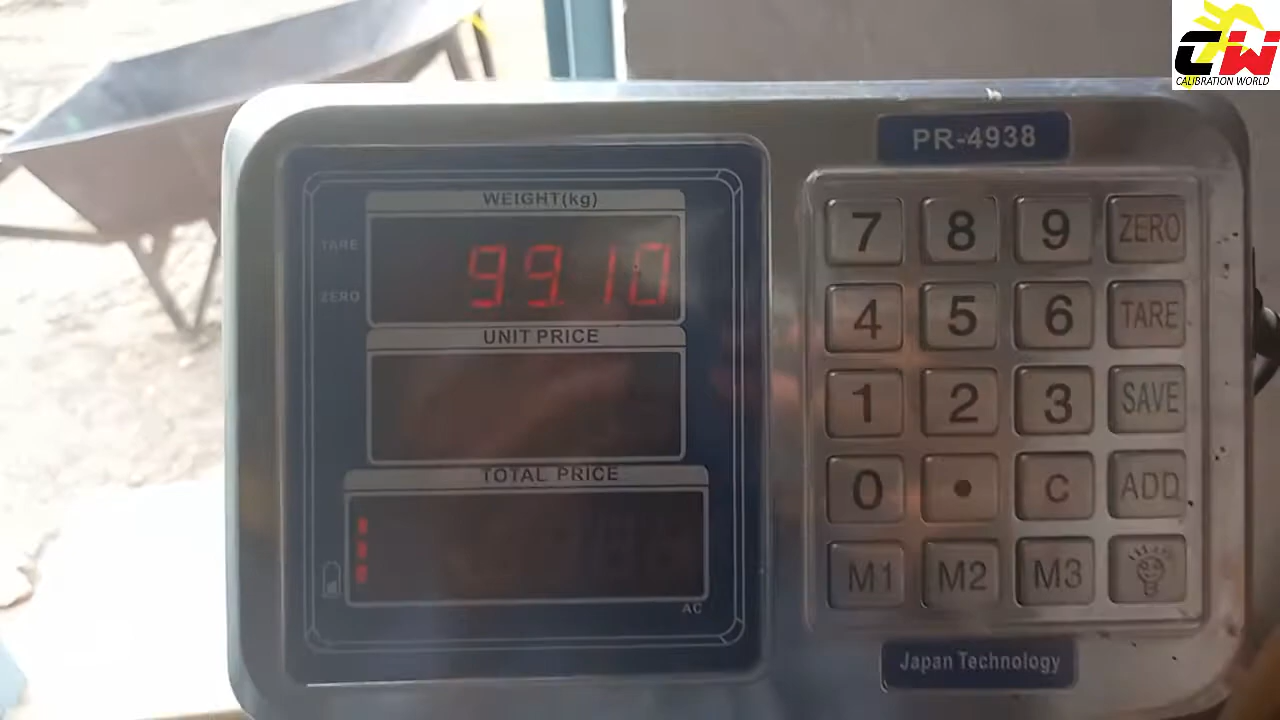 CW
CALIBRATION WORLD
PR-4938
WEIGHT(kg)
TARE
ZERO
99.10
UNIT PRICE
TOTAL PRICE
AC
7 8 9 ZERO
4 5 6 TARE
1 2 3 SAVE
0 • C ADD
M1 M2 M3
Japan Technology